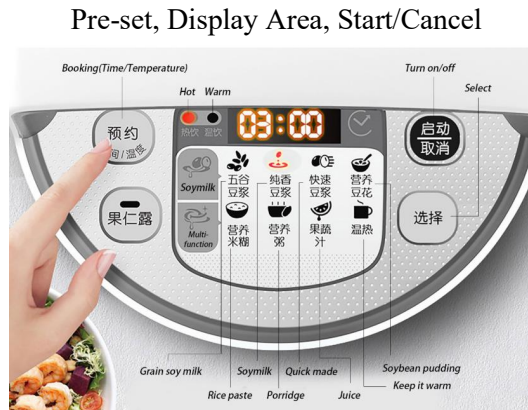 Pre-set, Display Area, Start/Cancel
Booking(Time/Temperature)
Turn on/off
Hot Warm
Select
热饮 温饮
03:00
预约
间/温度
启动
取消
Soymilk
五谷
豆浆
纯香
豆浆
快速
豆浆
营养
豆花
果仁露
Multi-
function
营养
米糊
营养
粥
果蔬
汁
温热
选择
Grain soy milk
Soymilk
Quick made
Soybean pudding
Rice paste
Porridge
Juice
Keep it warm